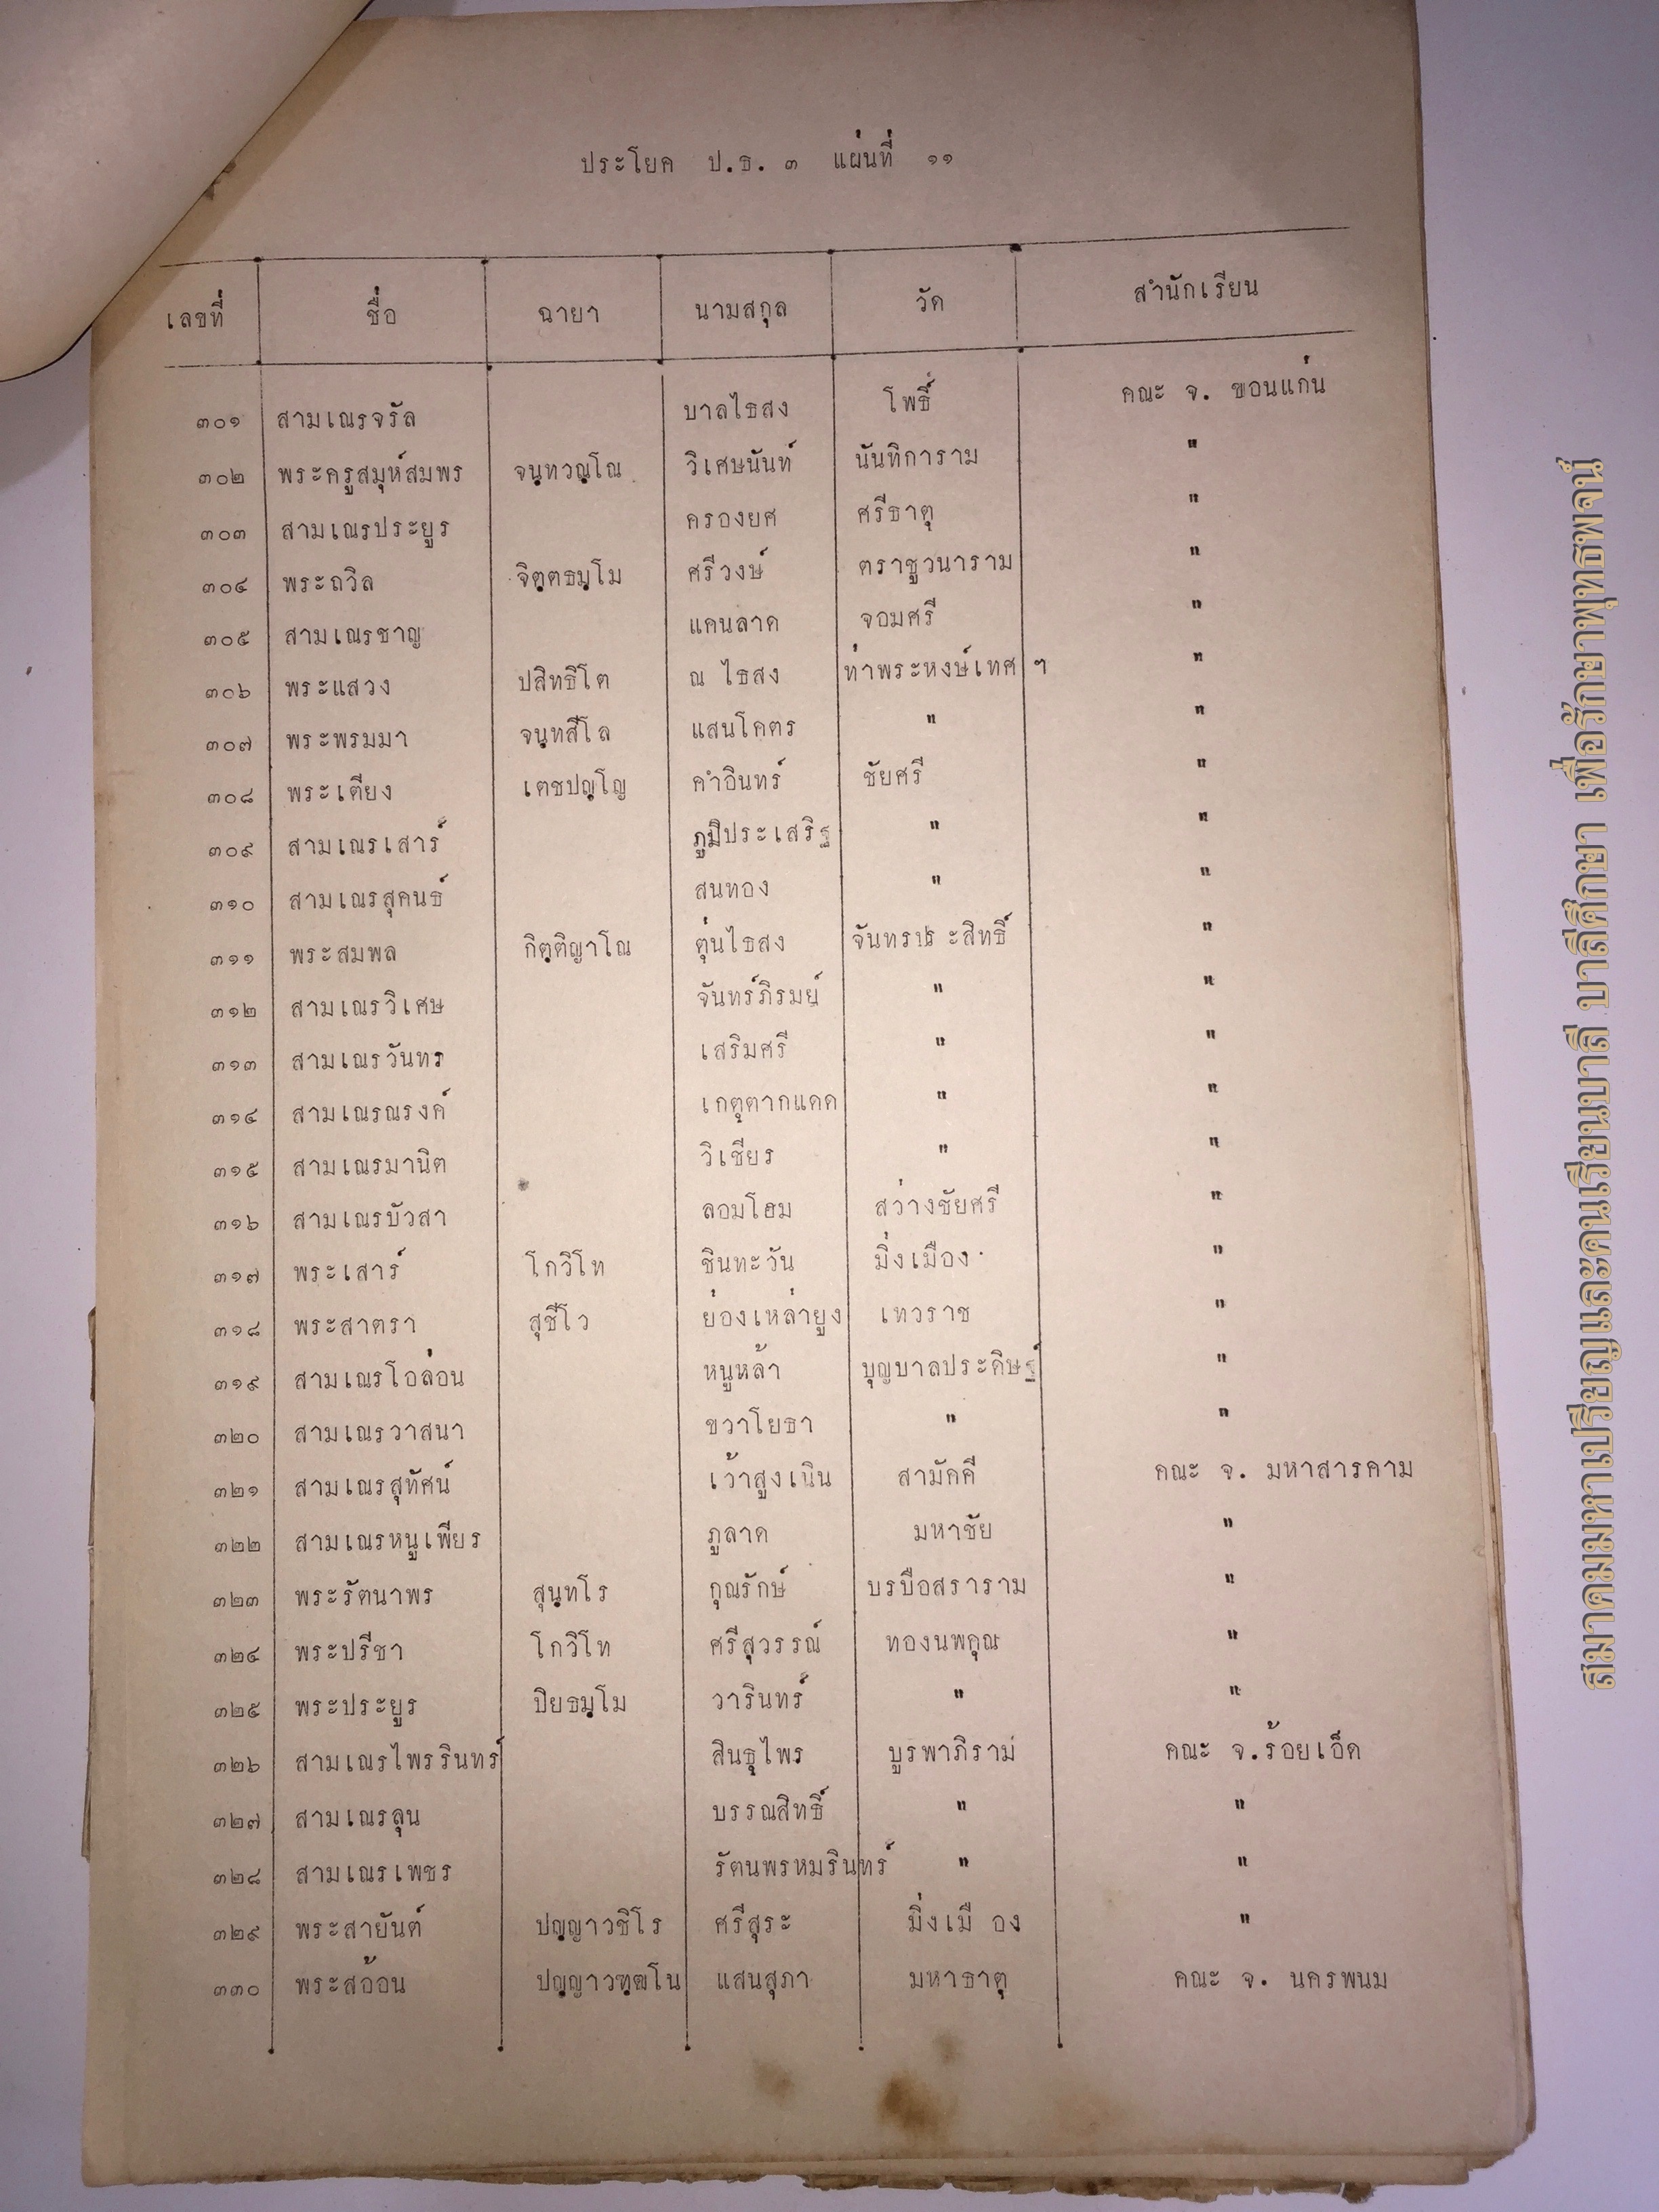 ประโยค ป.ธ. ๓ แผ่นที่ ๑๑
เลขที่ ชื่อ ฉายา นามสกุล วัด สำนักเรียน
๓๐๑ สามเณรจรัล บาลไธสง โพธิ์ คณะ จ. ขอนแก่น
๓๐๒ พระครูสมุห์สมพร จนฺทวณฺโณ วิเศษนันท์ นันทิการาม "
๓๐๓ สามเณรประยูร ครองยศ ศรีธาตุ "
๓๐๔ พระถวิล จิตฺตธมฺโม ศรีวงษ์ ตราชูวนาราม "
๓๐๕ สามเณรชาญ แคนลาด จอมศรี "
๓๐๖ พระแสวง ปสิทธิโต ณ ไธสง ท่าพระหงษ์เทศ ฯ "
๓๐๗ พระพรมมา จนฺทสีโล แสนโคตร " "
๓๐๘ พระเตียง เตชปญฺโญ คำอินทร์ ชัยศรี "
๓๐๙ สามเณรเสาร์ ภูมิประเสริฐ " "
๓๑๐ สามเณรสุคนธ์ สนทอง " "
๓๑๑ พระสมพล กิตฺติญาโณ ตุ่นไธสง จันทรประสิทธิ์ "
๓๑๒ สามเณรวิเศษ จันทร์ภิรมย์ " "
๓๑๓ สามเณรวันทร เสริมศรี " "
๓๑๔ สามเณรณรงค์ เกตุตากแดด " "
๓๑๕ สามเณรมานิต วิเชียร " "
๓๑๖ สามเณรบัวสา ลอมโฮม สว่างชัยศรี "
๓๑๗ พระเสาร์ โกวิโท ชินทะวัน มิ่งเมือง "
๓๑๘ พระสาตรา สุชีโว ย่องเหล่ายูง เทวราช "
๓๑๙ สามเณรโอล่อน หนูหล้า บุญบาลประดิษฐ์ "
๓๒๐ สามเณรวาสนา ขวาโยธา " "
๓๒๑ สามเณรสุทัศน์ เว้าสูงเนิน สามัคคี คณะ จ. มหาสารคาม
๓๒๒ สามเณรหนูเพียร ภูลาด มหาชัย "
๓๒๓ พระรัตนาพร สุนฺทโร กุณรักษ์ บรบือสราราม "
๓๒๔ พระปรีชา โกวิโท ศรีสุวรรณ์ ทองนพคุณ "
๓๒๕ พระประยูร ปิยธมฺโม วารินทร์ " "
๓๒๖ สามเณรไพรรินทร์ สินธุไพร บูรพาภิราม คณะ จ.ร้อยเอ็ด
๓๒๗ สามเณรลุน บรรณสิทธิ์ " "
๓๒๘ สามเณรเพชร รัตนพรหมรินทร์ " "
๓๒๙ พระสายันต์ ปญฺญาวชิโร ศรีสุระ มิ่งเมือง "
๓๓๐ พระสอ้อน ปญฺญาวฑฺฒโน แสนสุภา มหาธาตุ คณะ จ. นครพนม
สมาคมมหาเปรียญและคนเรียนบาลี บาลีศึกษา เพื่อรักษาพุทธพจน์